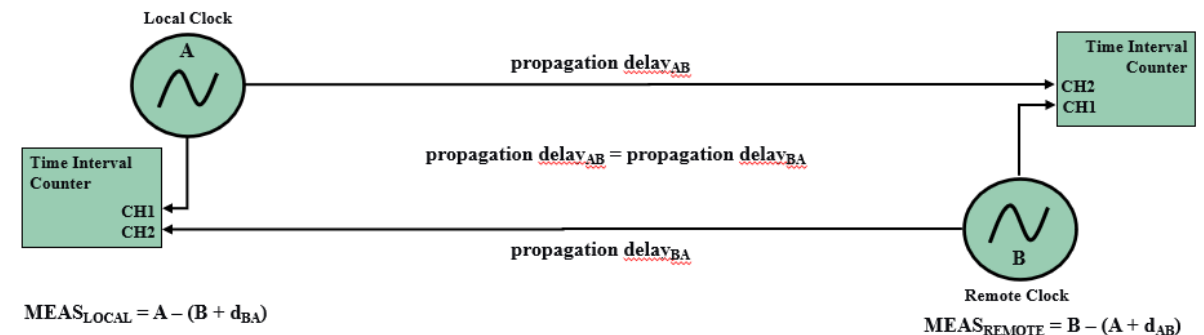 Local Clock
A
propagation delayAB
Time Interval
Counter
CH2
CH1
Time Interval
Counter
CH1
CH2
propagation delayAB = propagation delayBA
propagation delayBA
B
Remote Clock
MEASLOCAL = A – (B + dBA)
MEASREMOTE = B – (A + dAB)